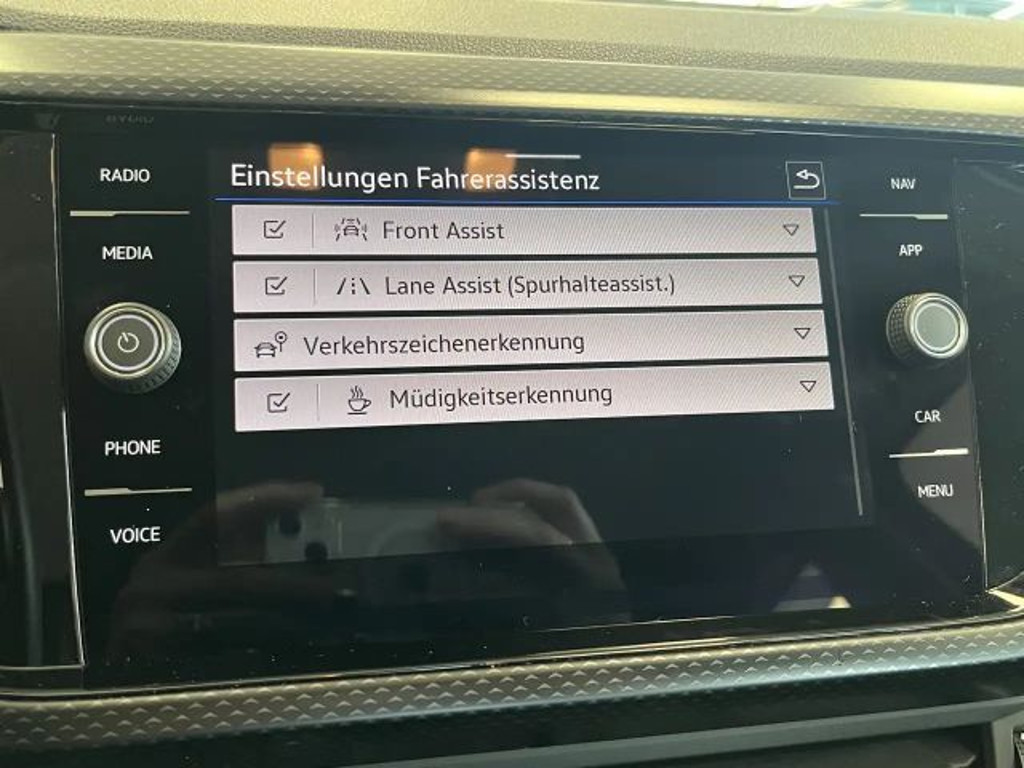 RADIO
MEDIA
PHONE
VOICE
Einstellungen Fahrerassistenz
Front Assist
Lane Assist (Spurhalteassist.)
Verkehrszeichenerkennung
Müdigkeitserkennung
NAV
APP
CAR
MENU